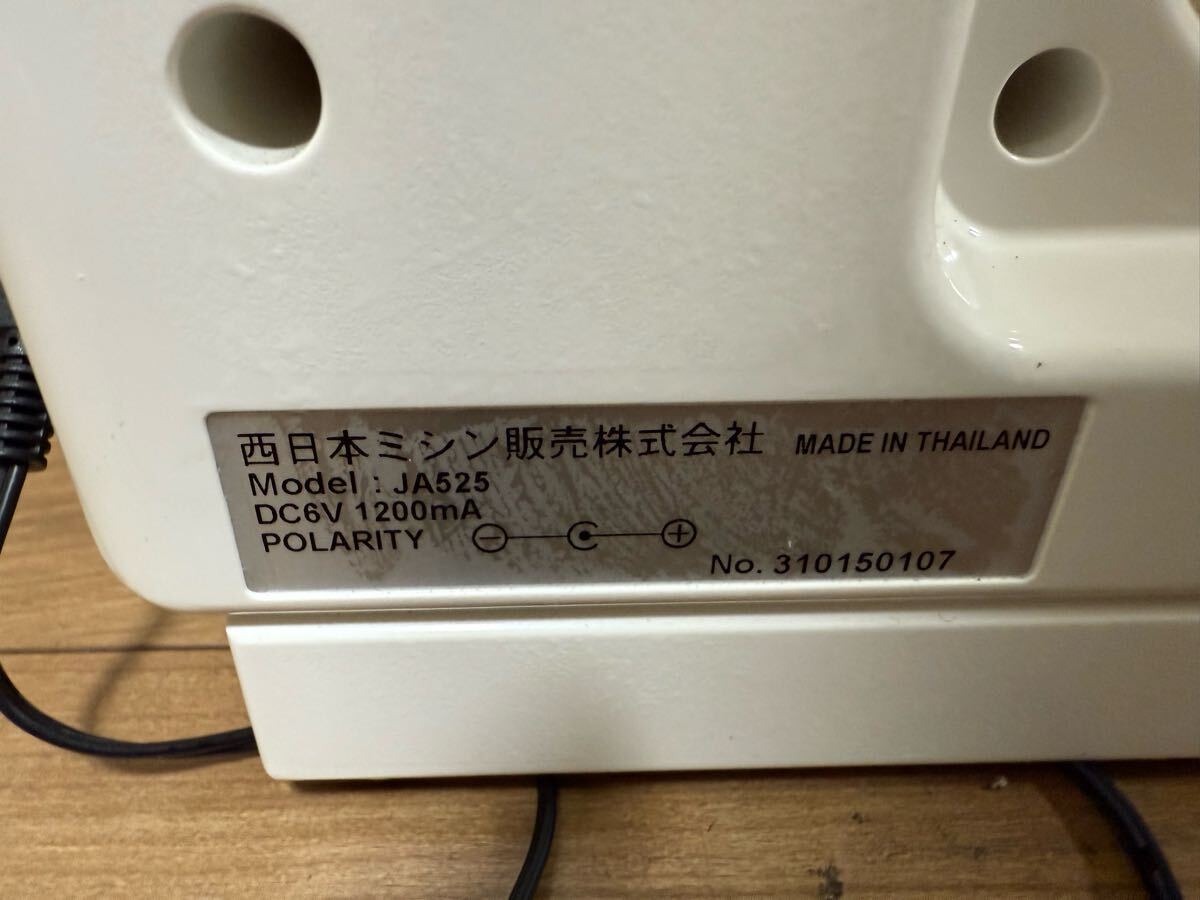 西日本ミシン販売株式会社 MADE IN THAILAND
Model : JA525
DC6V 1200mA
POLARITY
No. 310150107